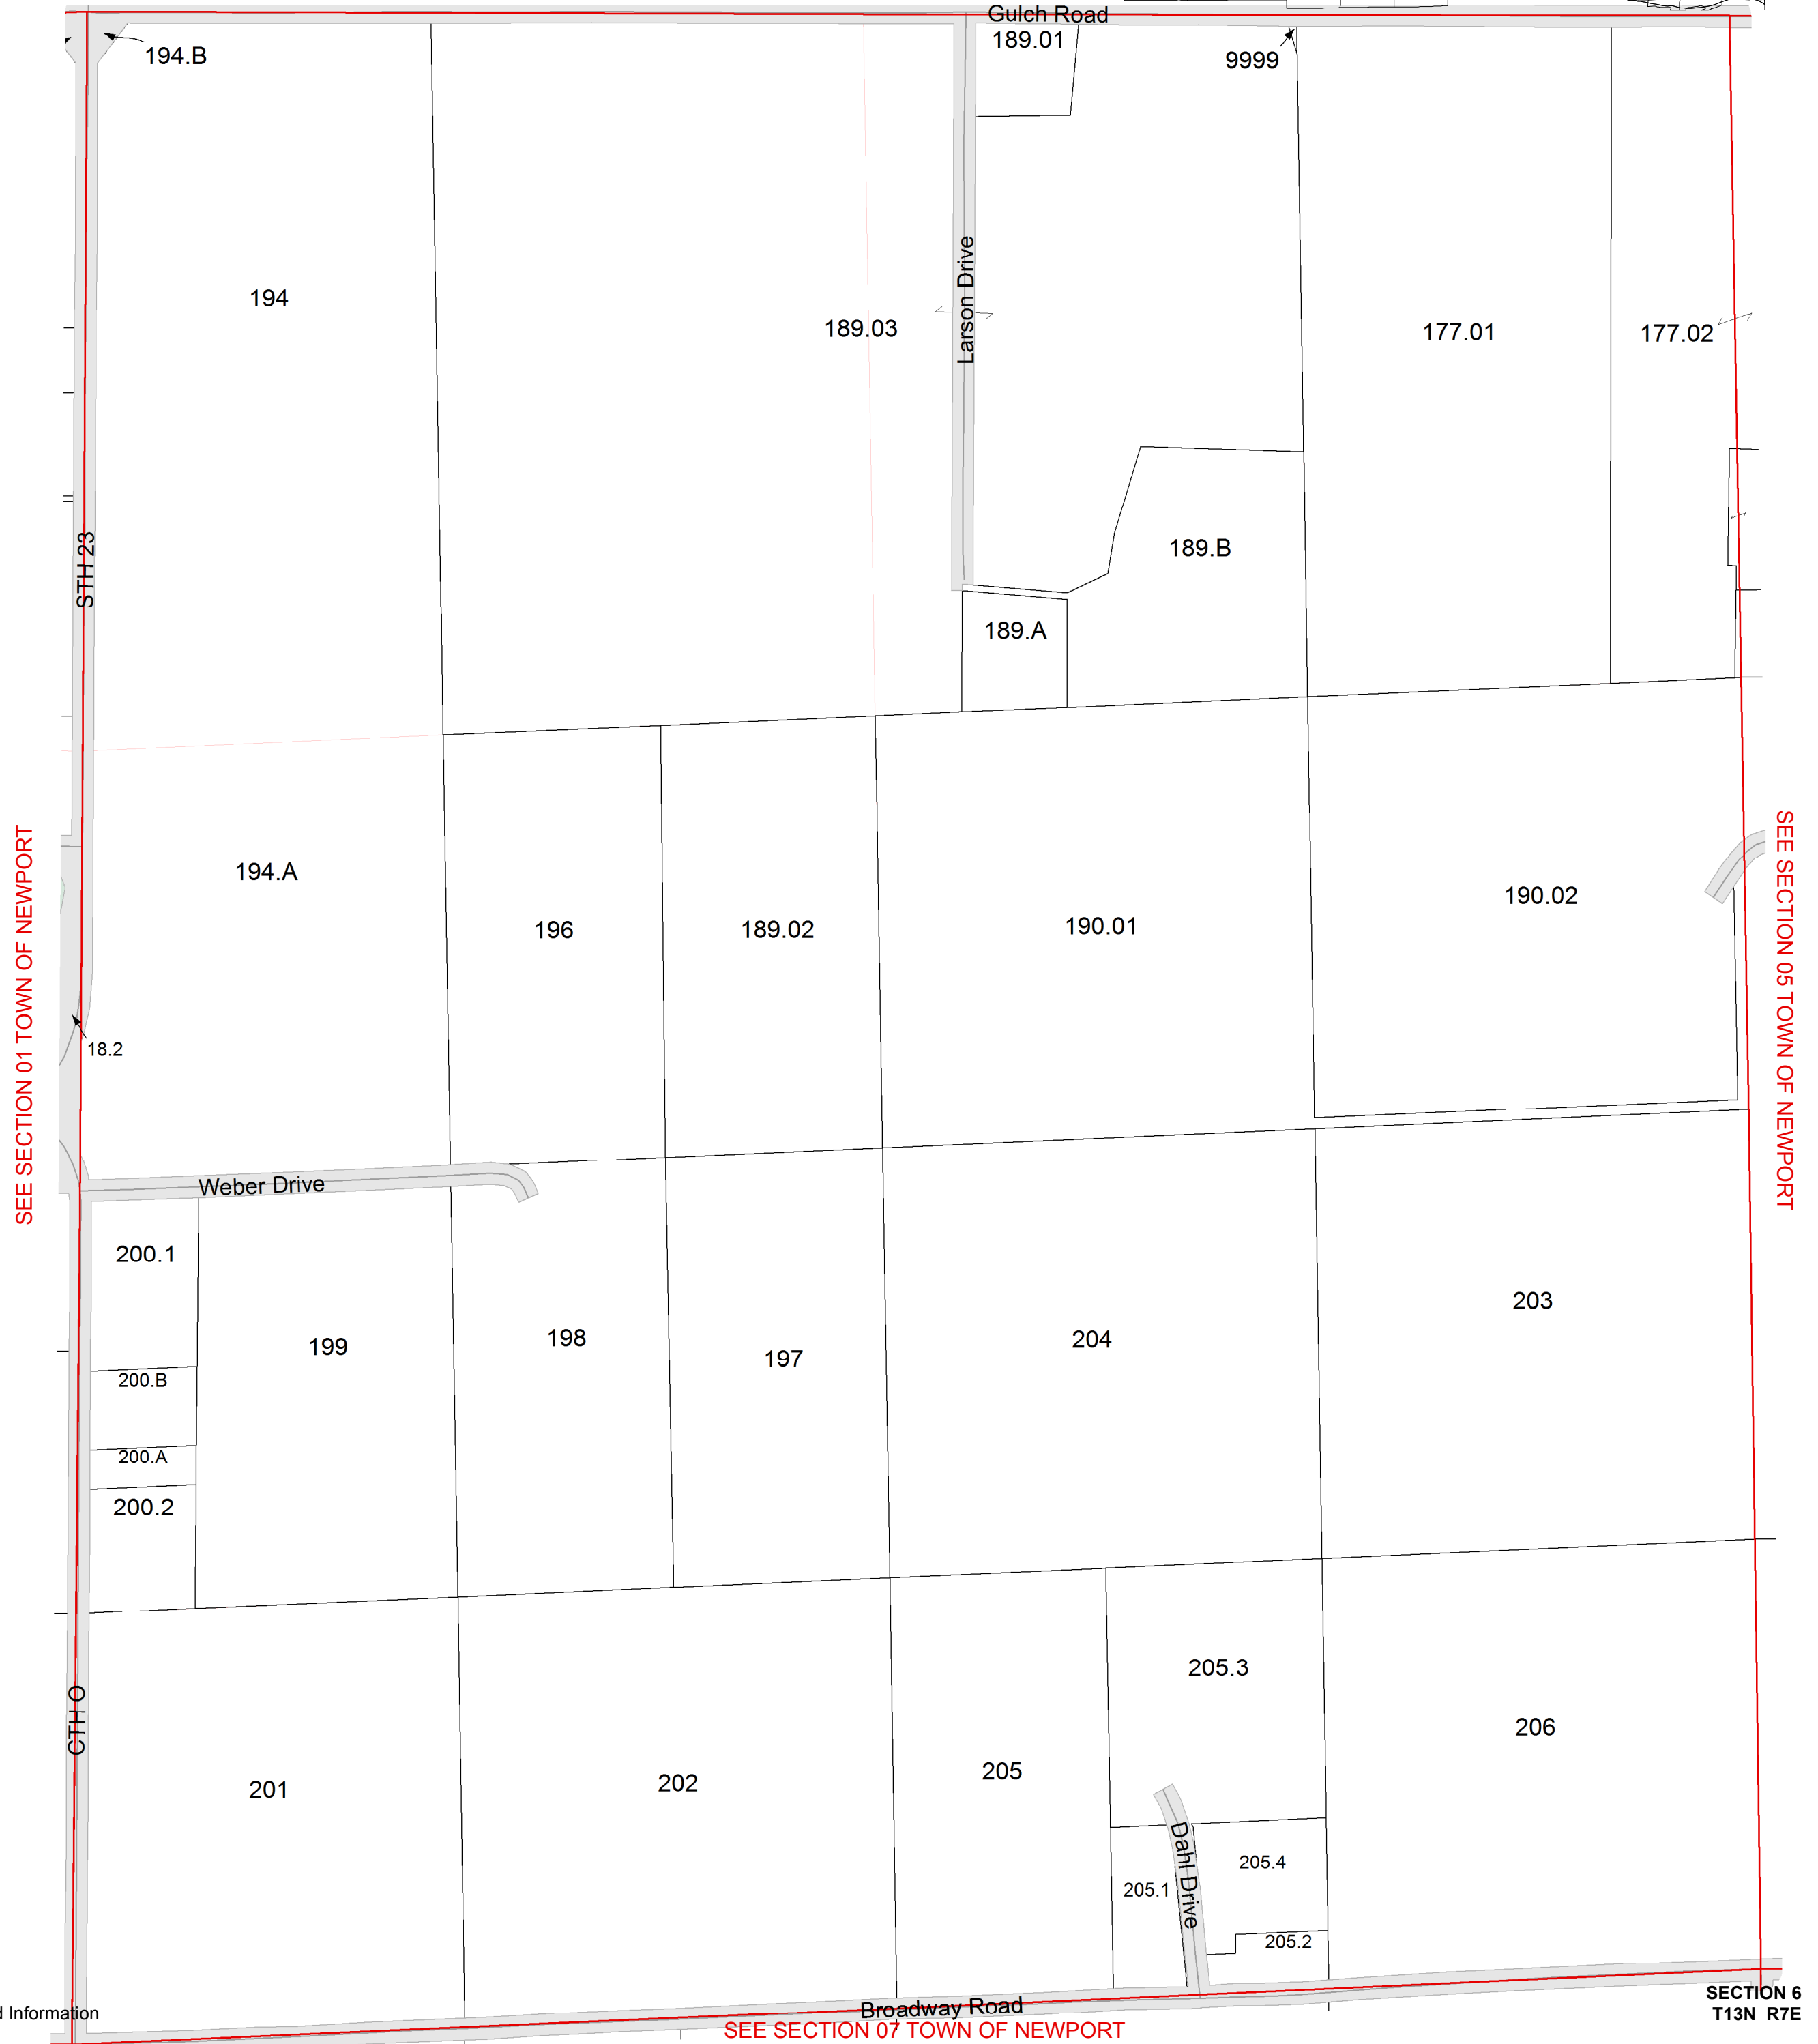 Gulch Road
189.01
194.B
9999
Larson Drive
194
189.03
177.01
177.02
STH 23
189.B
189.A
SEE SECTION 01 TOWN OF NEWPORT
SEE SECTION 05 TOWN OF NEWPORT
194.A
196
189.02
190.01
190.02
18.2
Weber Drive
200.1
203
199
198
204
197
200.B
200.A
200.2
205.3
CTH O
206
201
202
205
Dahl Drive
205.4
205.1
205.2
Broadway Road
d Information
SECTION 6
T13N R7E
SEE SECTION 07 TOWN OF NEWPORT